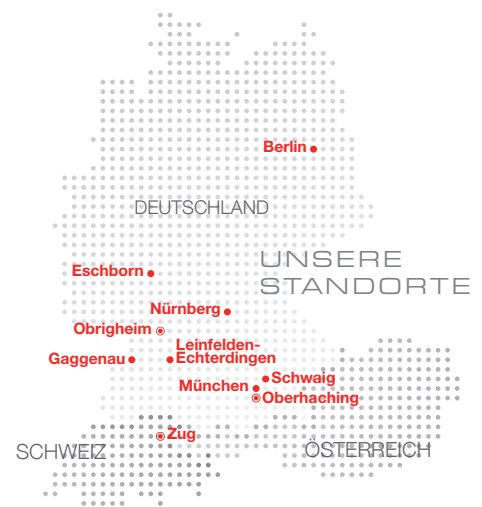 Berlin
DEUTSCHLAND
UNSERE
STANDORTE
Eschborn
Nürnberg
Obrigheim
Leinfelden-
Echterdingen
Gaggenau
Schwaig
München
Oberhaching
Zug
SCHWEIZ
ÖSTERREICH